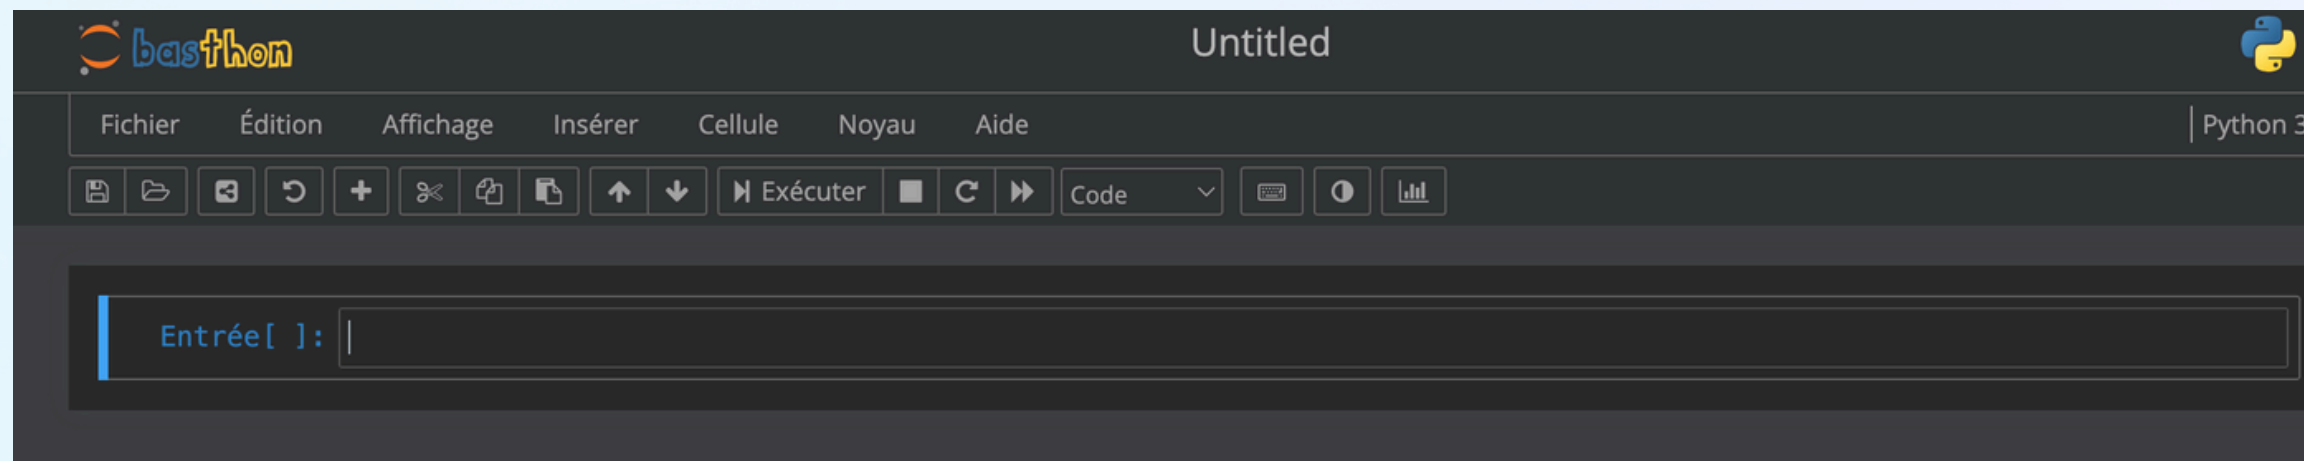 basthon
Untitled
Fichier Édition Affichage Insérer Cellule Noyau Aide
Python 3
Exécuter Code
Entrée[ ]: